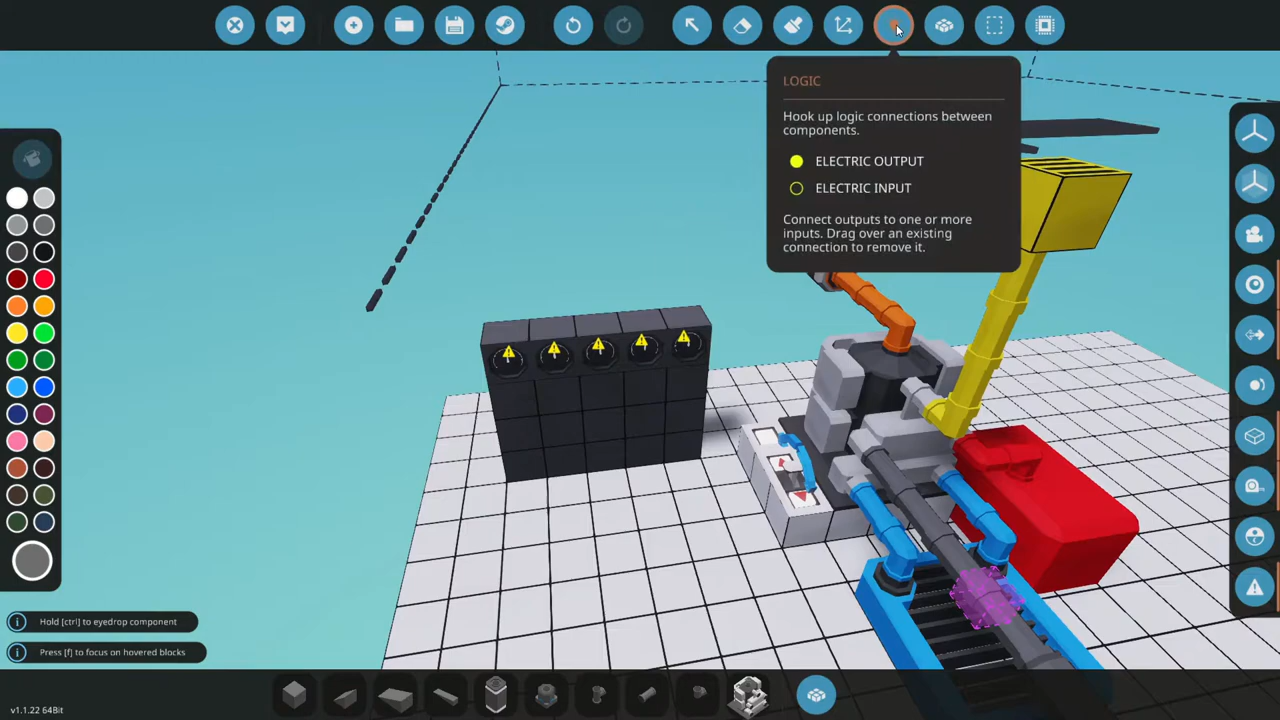 LOGIC
Hook up logic connections between
components.
ELECTRIC OUTPUT
ELECTRIC INPUT
Connect outputs to one or more
inputs. Drag over an existing
connection to remove it.
Hold [ctrl] to eyedrop component
Press [f] to focus on hovered blocks
v1.1.22 64Bit